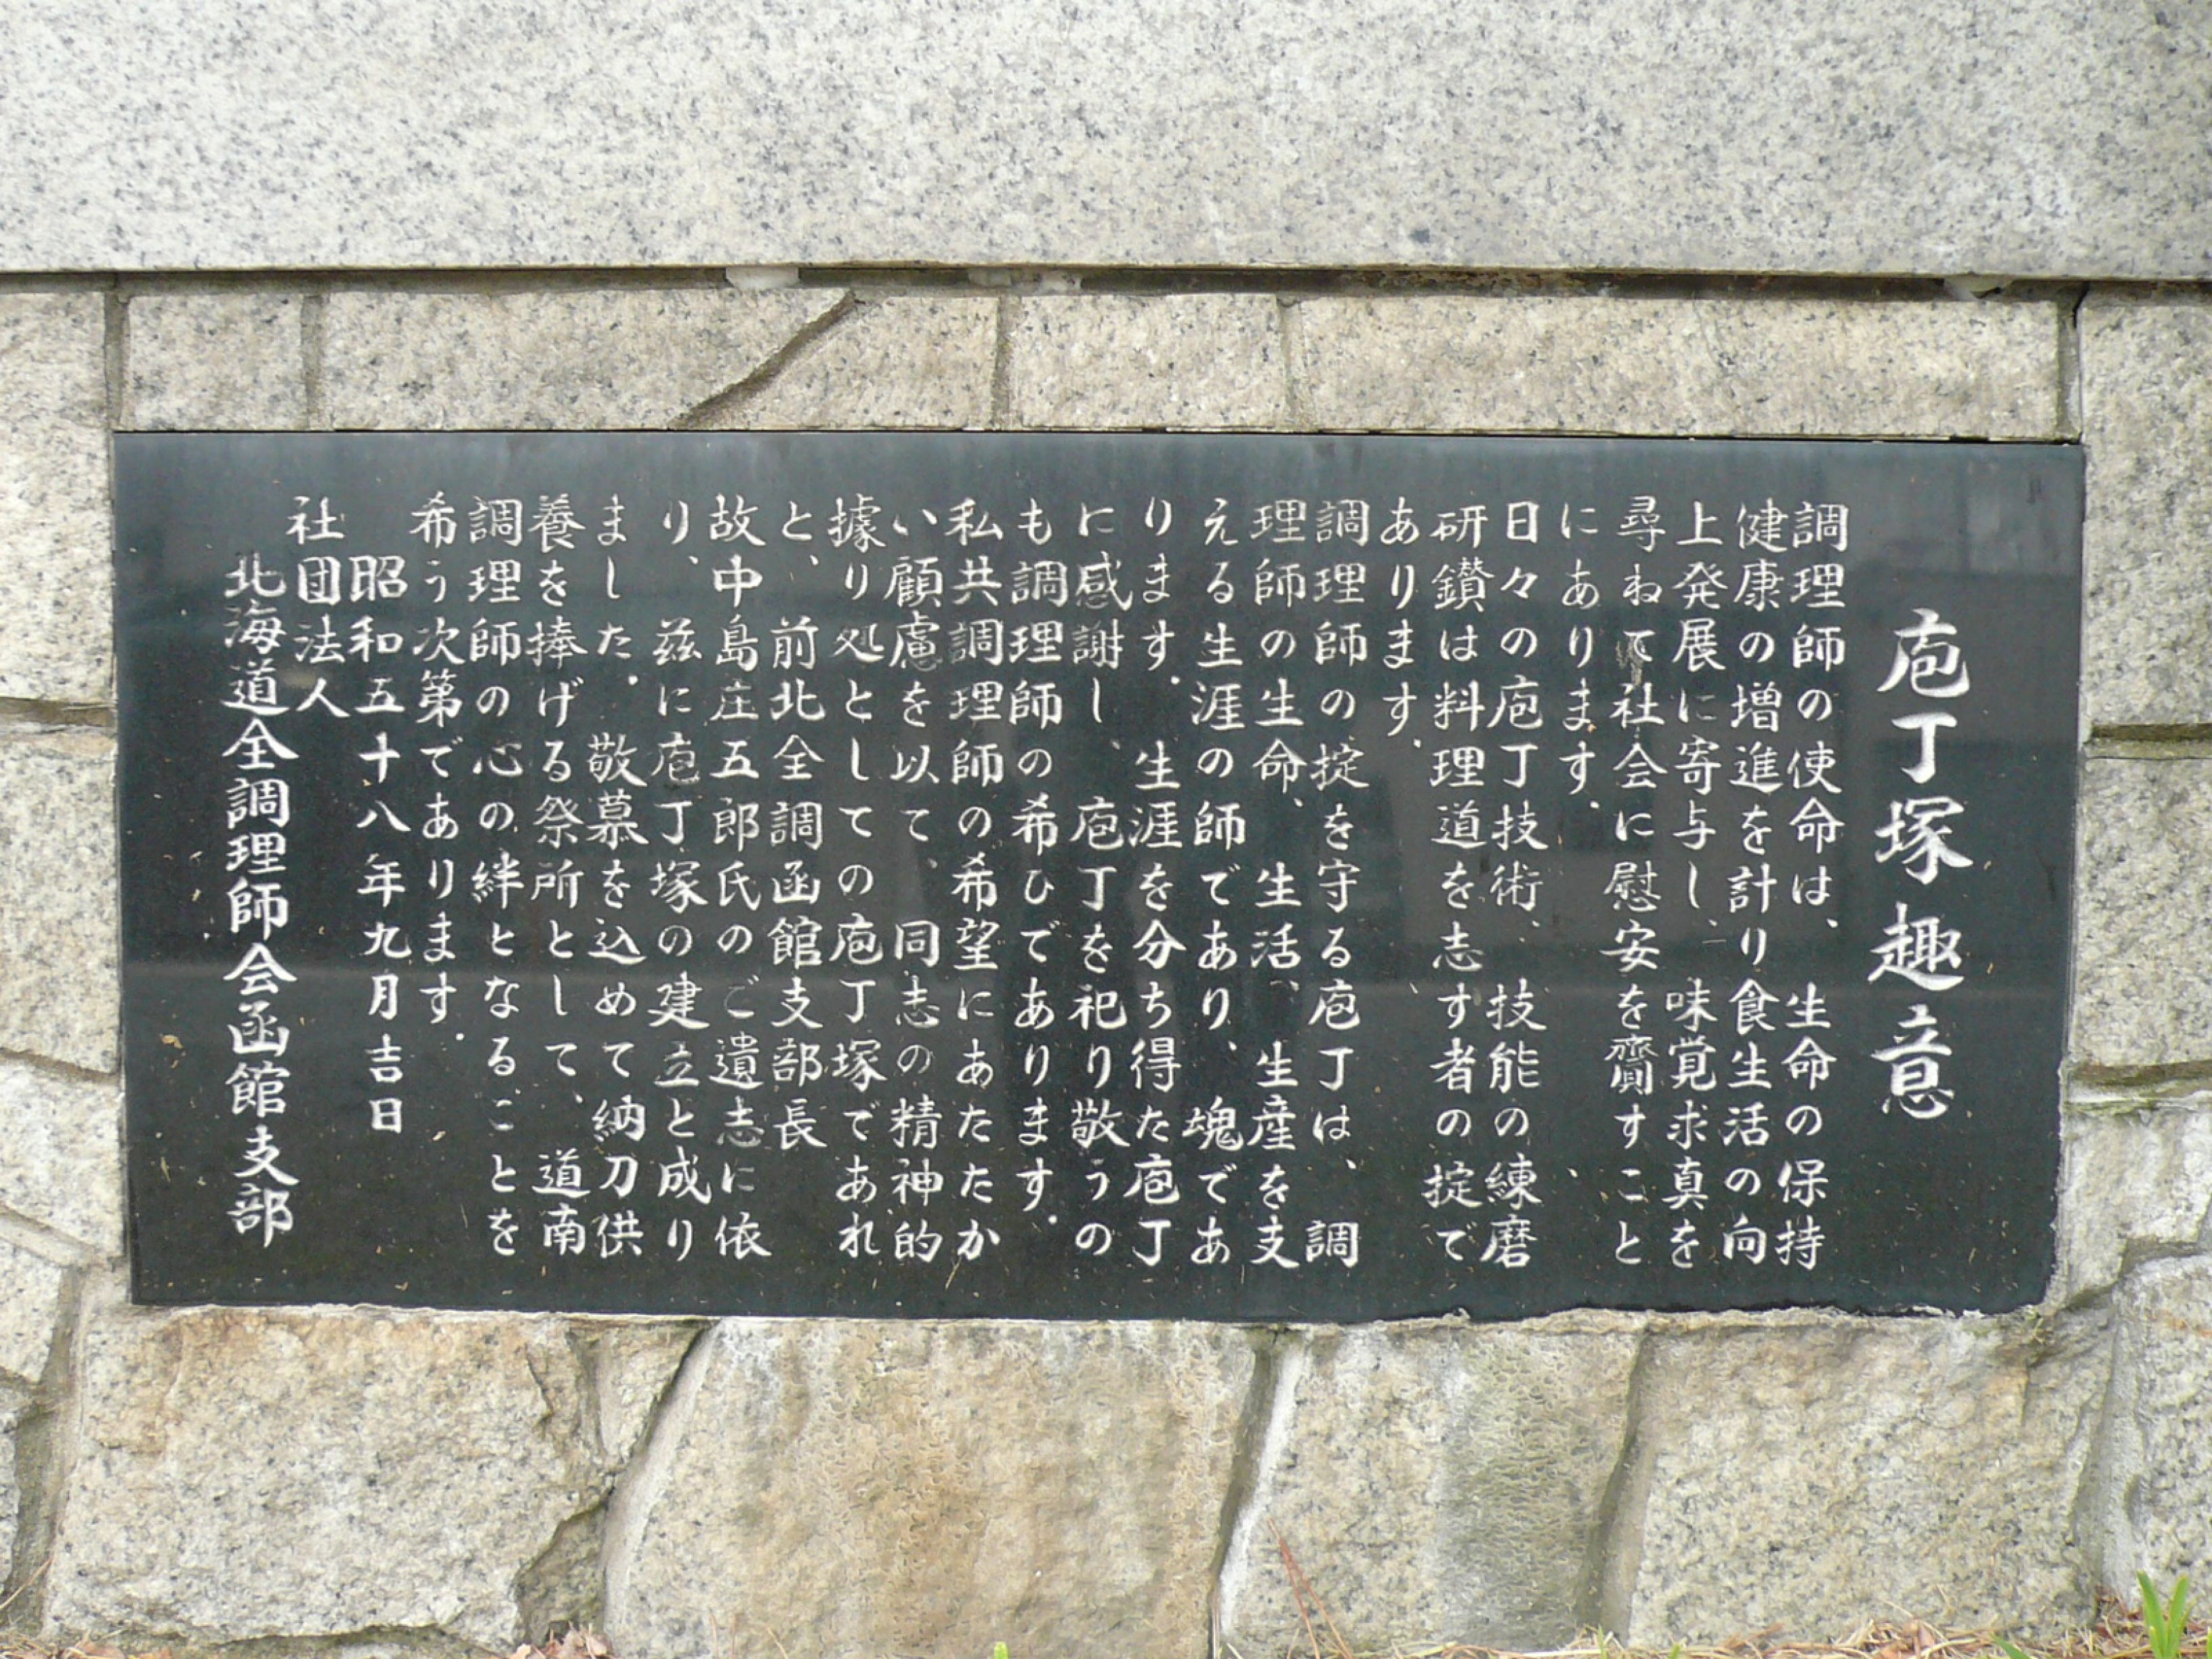 庖丁塚趣意
調理師の使命は、生命の保持
健康の増進を計り食生活の向
上発展に寄与し、味覚求真を
尋ねて社会に慰安を齎すこと
にあります。
日々の庖丁技術、技能の練磨
研鑽は料理道を志す者の掟で
あります。
調理師の掟を守る庖丁は、調
理師の生命、生活、生産を支
える生涯の師であり、魂であ
ります。生涯を分ち得た庖丁
に感謝し、庖丁を祀り敬うの
も調理師の希ひであります。
私共調理師の希望にあたたか
い顧慮を以て、同志の精神的
據り処としての庖丁塚であれ
と、前北全調函館支部長
故中島庄五郎氏のご遺志に依
り、茲に庖丁塚の建立と成り
ました。敬慕を込めて納刀供
養を捧げる祭所として、道南
調理師の心の絆となることを
希う次第であります。
昭和五十八年九月吉日
社団法人
北海道全調理師会函館支部